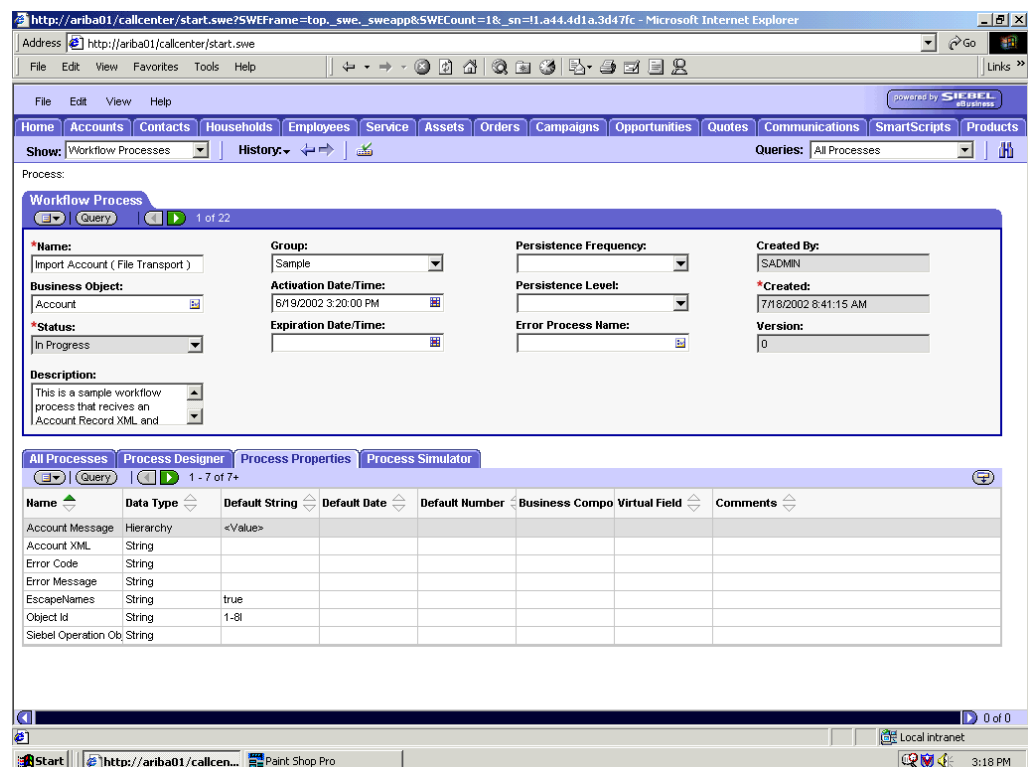 http://ariba01/callcenter/start.swe?SWEFrame=top._swe._sweapp&SWECount=1&_sn=!1.a44.4d1a.3d47fc - Microsoft Internet Explorer
Address http://ariba01/callcenter/start.swe Go
File Edit View Favorites Tools Help Links »
File Edit View Help powered by SIEBEL eBusiness
Home Accounts Contacts Households Employees Service Assets Orders Campaigns Opportunities Quotes Communications SmartScripts Products
Show: Workflow Processes History: Queries: All Processes
Process:
Workflow Process
Query 1 of 22
*Name: Group: Persistence Frequency: Created By:
Import Account ( File Transport ) Sample SADMIN
Business Object: Activation Date/Time: Persistence Level: *Created:
Account 6/19/2002 3:20:00 PM 7/18/2002 8:41:15 AM
*Status: Expiration Date/Time: Error Process Name: Version:
In Progress 0
Description:
This is a sample workflow
process that recives an
Account Record XML and
All Processes Process Designer Process Properties Process Simulator
Query 1 - 7 of 7+
Name Data Type Default String Default Date Default Number Business Compo Virtual Field Comments
Account Message Hierarchy <Value>
Account XML String
Error Code String
Error Message String
EscapeNames String true
Object Id String 1-8I
Siebel Operation Ob String
0 of 0
Local intranet
Start http://ariba01/callcen... Paint Shop Pro 3:18 PM